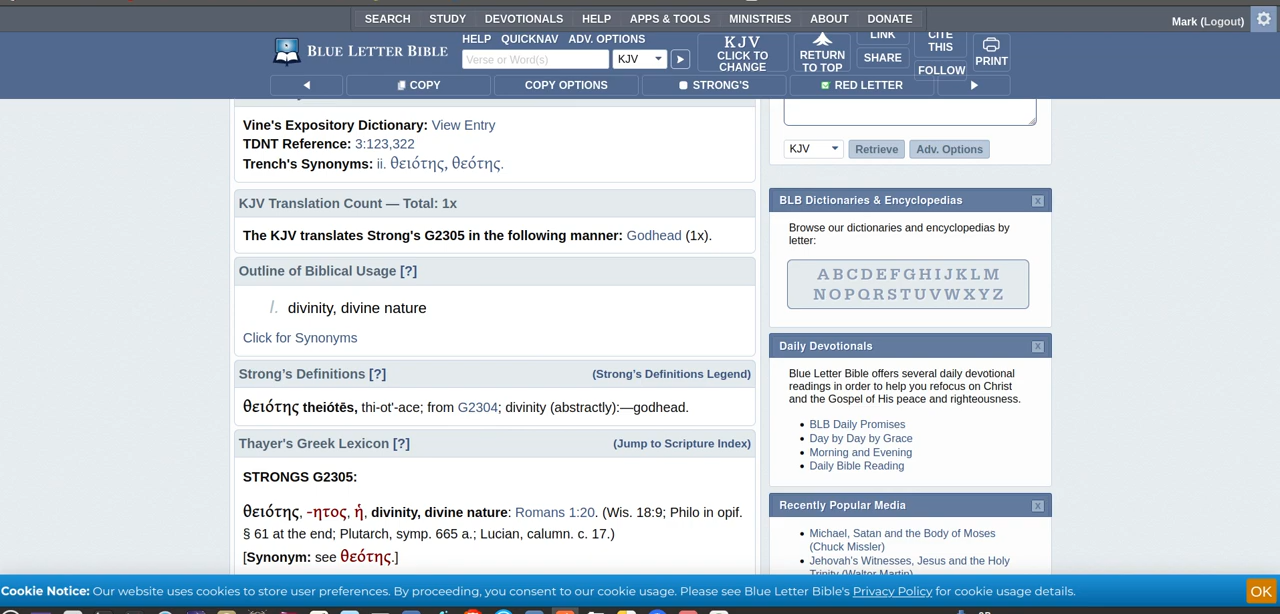 SEARCH STUDY DEVOTIONALS HELP APPS & TOOLS MINISTRIES ABOUT DONATE
Mark (Logout)
BLUE LETTER BIBLE
HELP QUICKNAV ADV. OPTIONS
Verse or Word(s)
KJV
KJV
CLICK TO
CHANGE
RETURN
TO TOP
LINK
SHARE
CITE
THIS
FOLLOW
PRINT
COPY
COPY OPTIONS
STRONG'S
RED LETTER
Vine's Expository Dictionary: View Entry
TDNT Reference: 3:123,322
Trench's Synonyms: ii. θειότης, θεότης.
KJV Translation Count — Total: 1x
The KJV translates Strong's G2305 in the following manner: Godhead (1x).
Outline of Biblical Usage [?]
I. divinity, divine nature
Click for Synonyms
Strong's Definitions [?]
(Strong's Definitions Legend)
θειότης theiótēs, thi-ot'-ace; from G2304; divinity (abstractly):—godhead.
Thayer's Greek Lexicon [?]
(Jump to Scripture Index)
STRONGS G2305:
θειότης, -ητος, ἡ, divinity, divine nature: Romans 1:20. (Wis. 18:9; Philo in opif.
§ 61 at the end; Plutarch, symp. 665 a.; Lucian, calumn. c. 17.)
[Synonym: see θεότης.]
KJV
Retrieve
Adv. Options
BLB Dictionaries & Encyclopedias
x
Browse our dictionaries and encyclopedias by
letter:
A B C D E F G H I J K L M
N O P Q R S T U V W X Y Z
Daily Devotionals
x
Blue Letter Bible offers several daily devotional
readings in order to help you refocus on Christ
and the Gospel of His peace and righteousness.
• BLB Daily Promises
• Day by Day by Grace
• Morning and Evening
• Daily Bible Reading
Recently Popular Media
x
• Michael, Satan and the Body of Moses
(Chuck Missler)
• Jehovah's Witnesses, Jesus and the Holy
Trinity (Walter Martin)
Cookie Notice: Our website uses cookies to store user preferences. By proceeding, you consent to our cookie usage. Please see Blue Letter Bible's Privacy Policy for cookie usage details.
OK